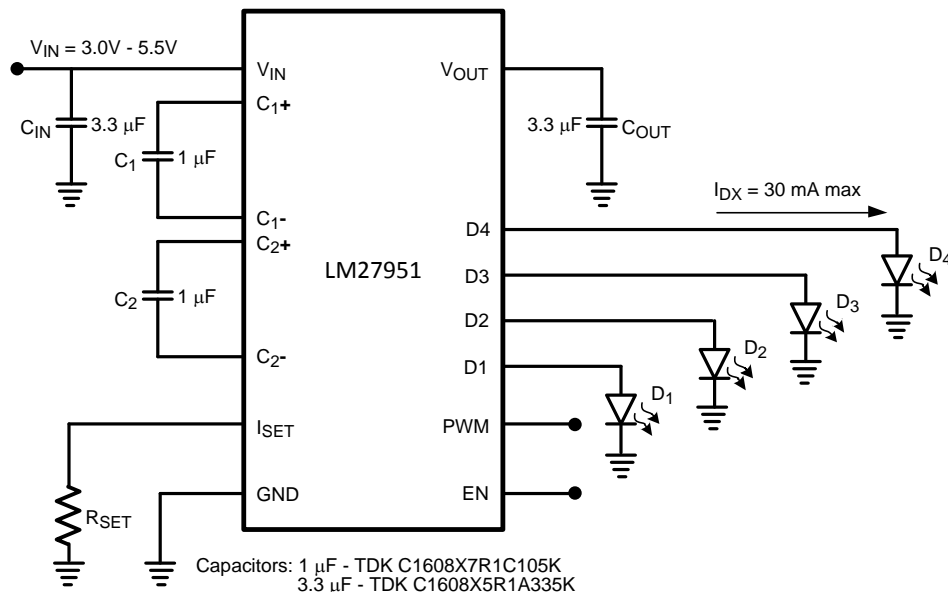 V_IN = 3.0V - 5.5V
V_IN
V_OUT
C_1+
C_IN
3.3 μF
3.3 μF
C_OUT
C_1
1 μF
I_DX = 30 mA max
C_1-
D4
C_2+
LM27951
D_4
D3
C_2
1 μF
D_3
D2
D_2
C_2-
D1
D_1
I_SET
PWM
R_SET
GND
EN
Capacitors: 1 μF - TDK C1608X7R1C105K
3.3 μF - TDK C1608X5R1A335K